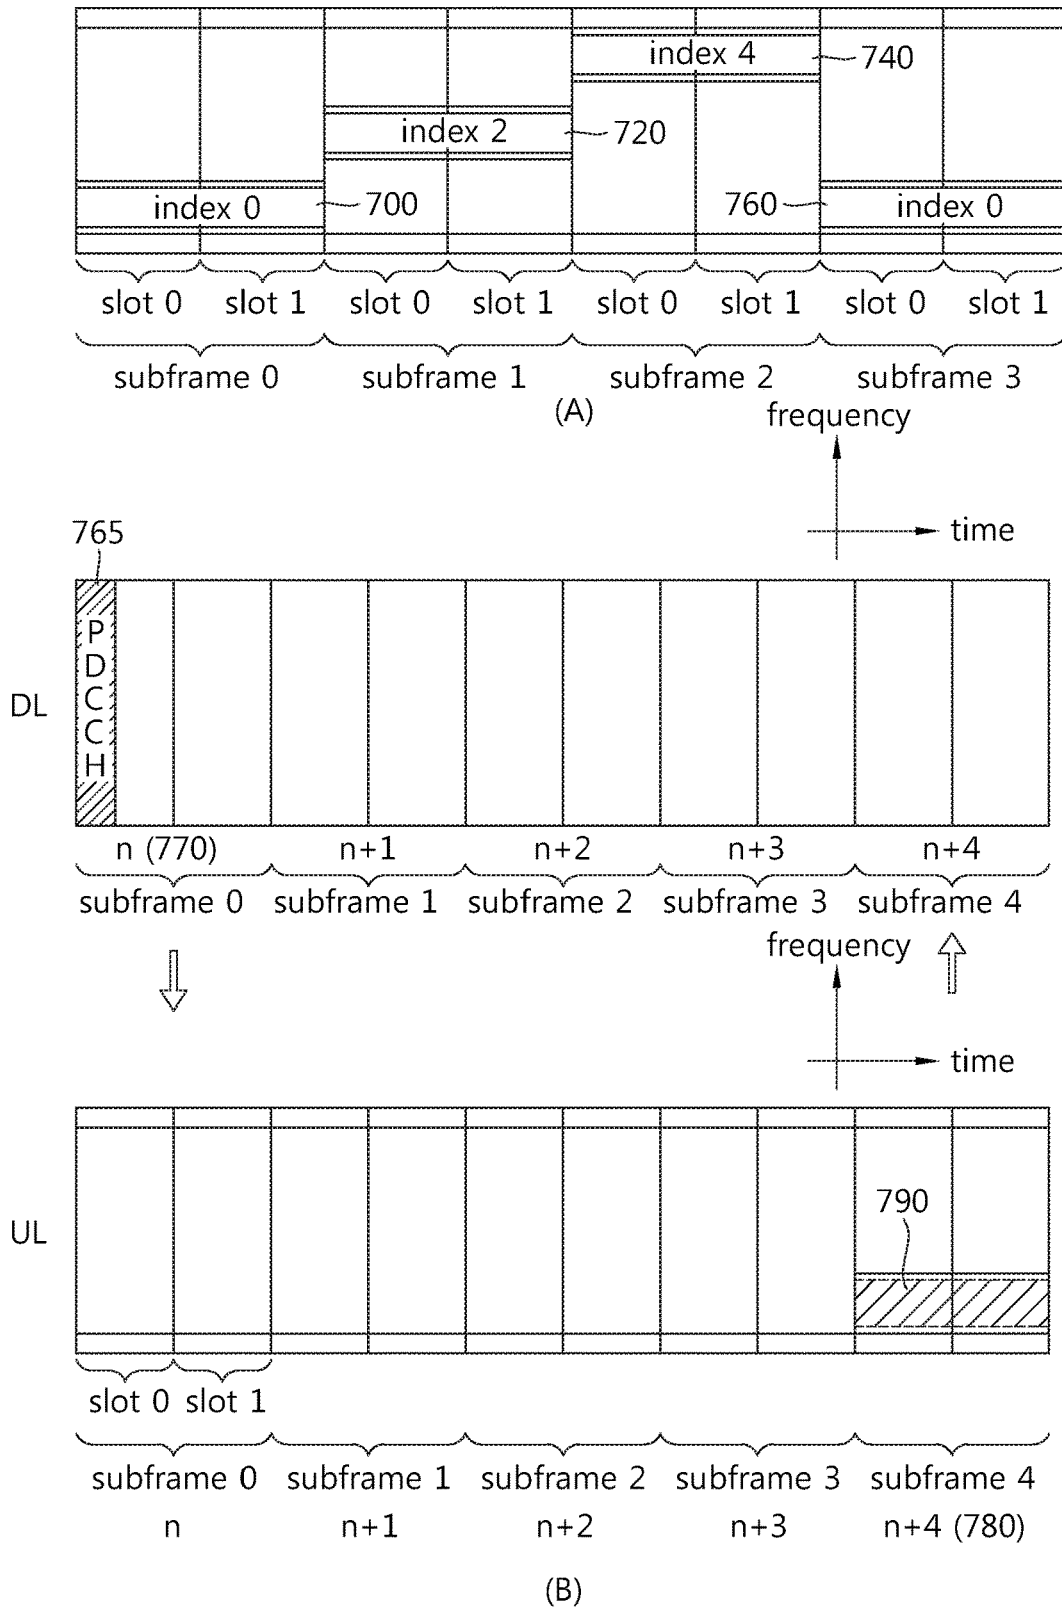 index 4
740
index 2
720
index 0
700
760
index 0
slot 0 slot 1 slot 0 slot 1 slot 0 slot 1 slot 0 slot 1
subframe 0 subframe 1 subframe 2 subframe 3
(A)
frequency
time
765
PDCCH
DL
n (770) n+1 n+2 n+3 n+4
subframe 0 subframe 1 subframe 2 subframe 3 subframe 4
frequency
time
790
UL
slot 0 slot 1
subframe 0 subframe 1 subframe 2 subframe 3 subframe 4
n n+1 n+2 n+3 n+4 (780)
(B)